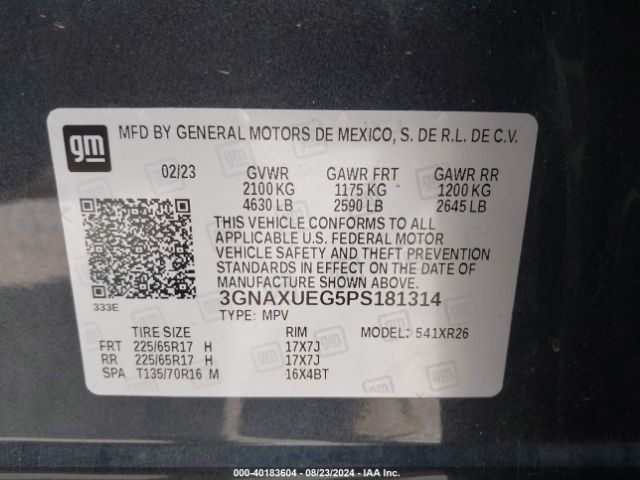 gm
MFD BY GENERAL MOTORS DE MEXICO, S. DE R.L. DE C.V.
02/23 GVWR GAWR FRT GAWR RR
2100 KG 1175 KG 1200 KG
4630 LB 2590 LB 2645 LB
THIS VEHICLE CONFORMS TO ALL
APPLICABLE U.S. FEDERAL MOTOR
VEHICLE SAFETY AND THEFT PREVENTION
STANDARDS IN EFFECT ON THE DATE OF
MANUFACTURE SHOWN ABOVE.
3GNAXUEG5PS181314
333E TYPE: MPV
TIRE SIZE RIM MODEL: 541XR26
FRT 225/65R17 H 17X7J
RR 225/65R17 H 17X7J
SPA T135/70R16 M 16X4BT
000-40183604 - 08/23/2024 - IAA Inc.